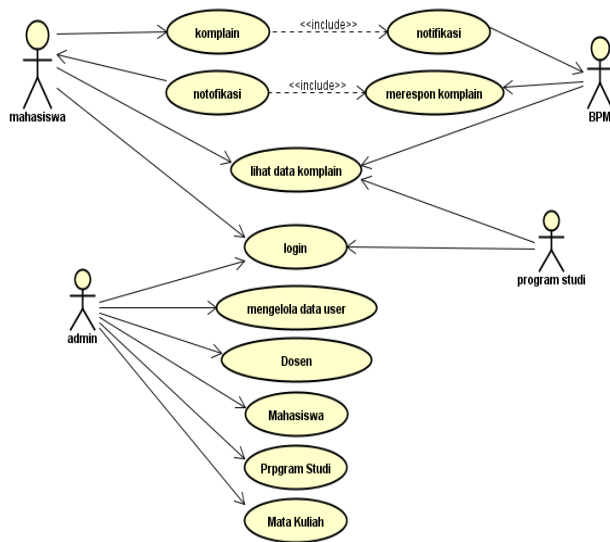 <<include>>
komplain
notifikasi
mahasiswa
<<include>>
notofikasi
merespon komplain
BPM
lihat data komplain
login
program studi
admin
mengelola data user
Dosen
Mahasiswa
Prpgram Studi
Mata Kuliah